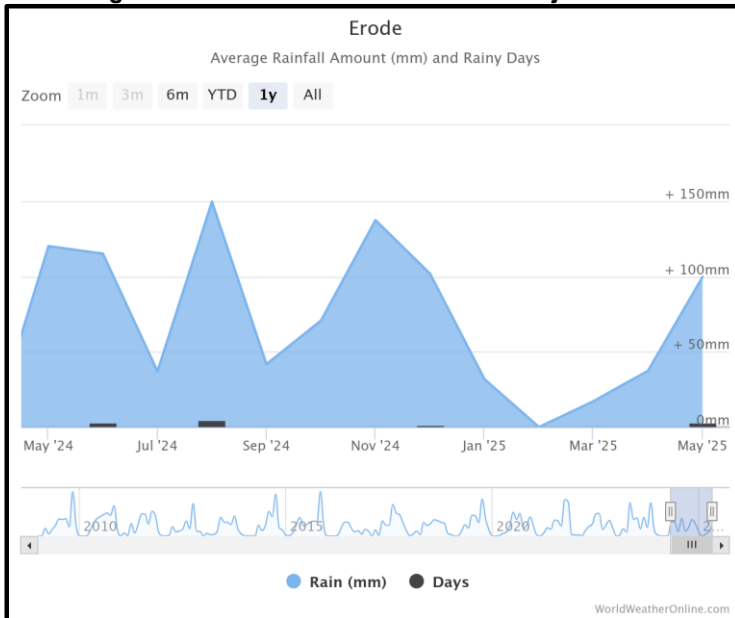 Erode
Average Rainfall Amount (mm) and Rainy Days
Zoom 1m 3m 6m YTD 1y All
+ 150mm
+ 100mm
+ 50mm
0mm
May '24 Jul '24 Sep '24 Nov '24 Jan '25 Mar '25 May '25
2010 2015 2020 2...
Rain (mm) Days
WorldWeatherOnline.com